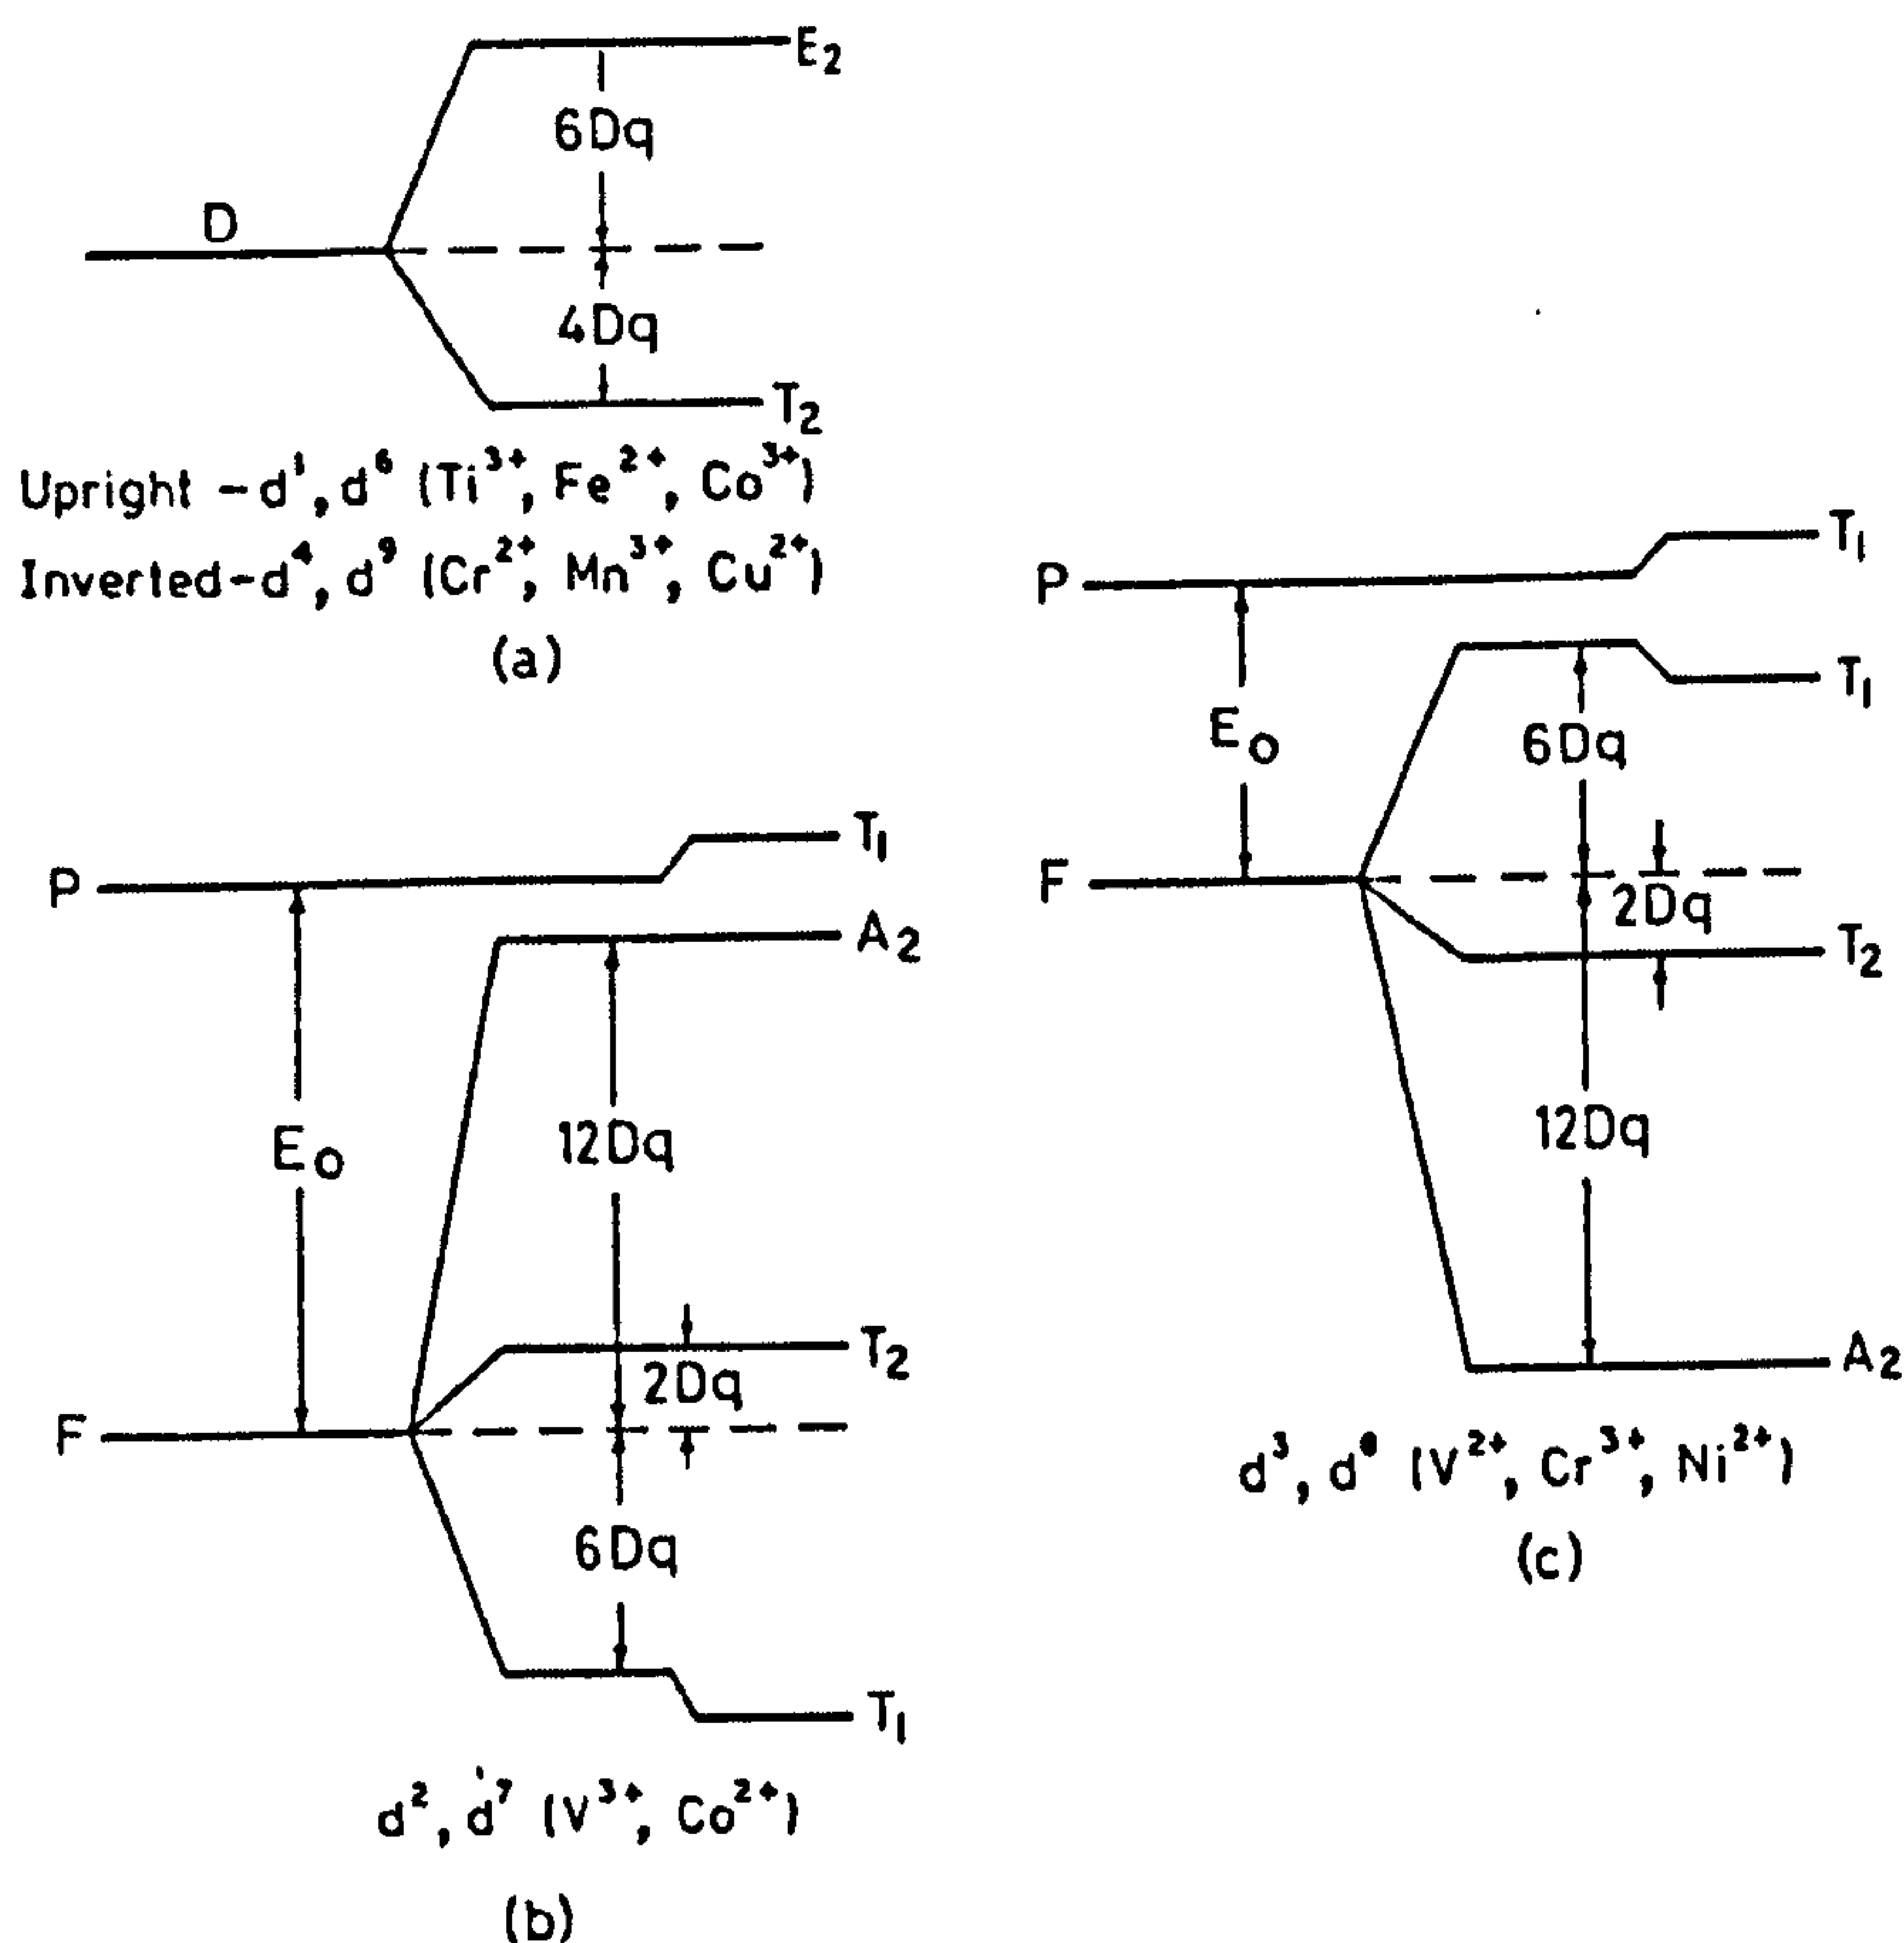 E₂
6Dq
D
4Dq
T₂
Upright - d¹, d⁶ (Ti³⁺, Fe²⁺, Co³⁺)
Inverted - d⁴, d⁹ (Cr²⁺, Mn³⁺, Cu²⁺)
(a)
P
T₁
A₂
E₀
12Dq
T₂
2Dq
F
6Dq
T₁
d², d⁷ (V³⁺, Co²⁺)
(b)
T₁
P
T₁
E₀
6Dq
F
2Dq
T₂
12Dq
A₂
d³, d⁸ (V²⁺, Cr³⁺, Ni²⁺)
(c)